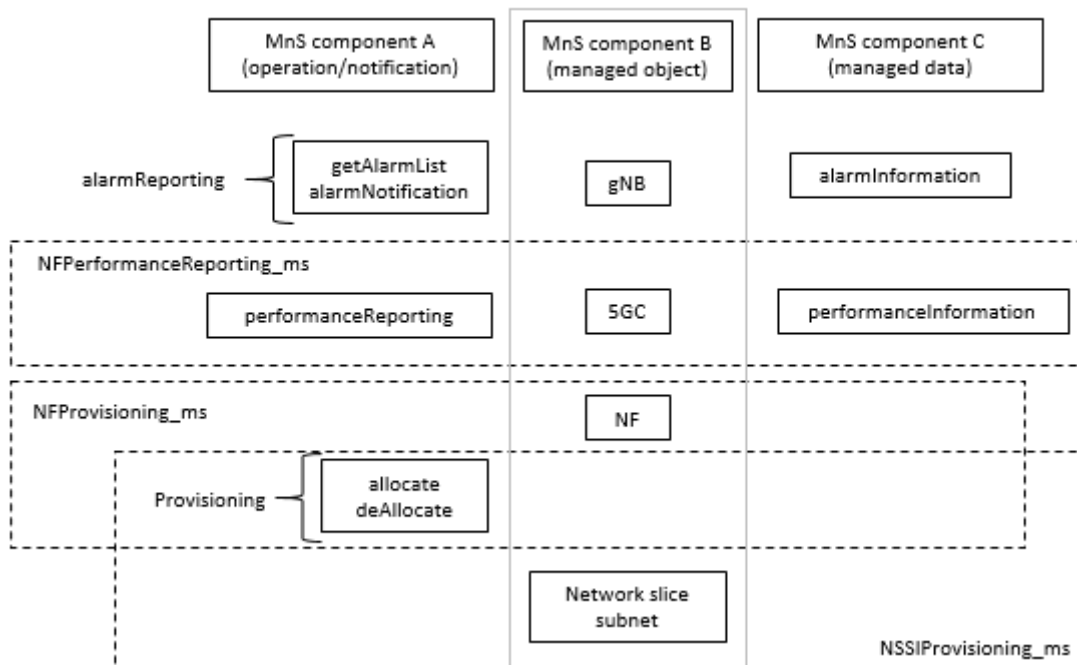 MnS component A
(operation/notification)
MnS component B
(managed object)
MnS component C
(managed data)
alarmReporting
getAlarmList
alarmNotification
gNB
alarmInformation
NFPerformanceReporting_ms
performanceReporting
5GC
performanceInformation
NFProvisioning_ms
NF
Provisioning
allocate
deAllocate
Network slice
subnet
NSSIProvisioning_ms